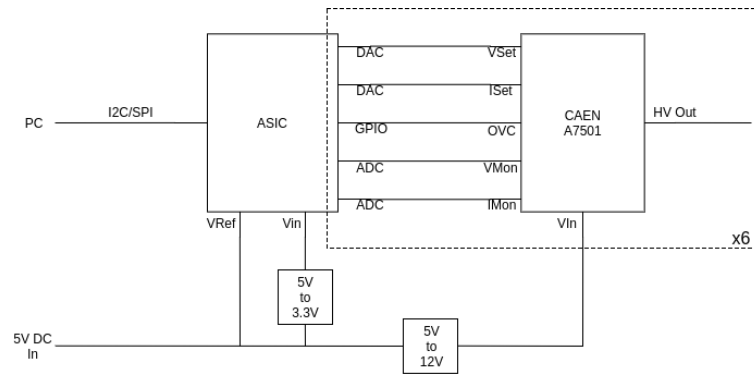 DAC
VSet
DAC
ISet
I2C/SPI
CAEN
A7501
HV Out
PC
ASIC
GPIO
OVC
ADC
VMon
ADC
IMon
VRef
Vin
VIn
x6
5V
to
3.3V
5V DC
In
5V
to
12V